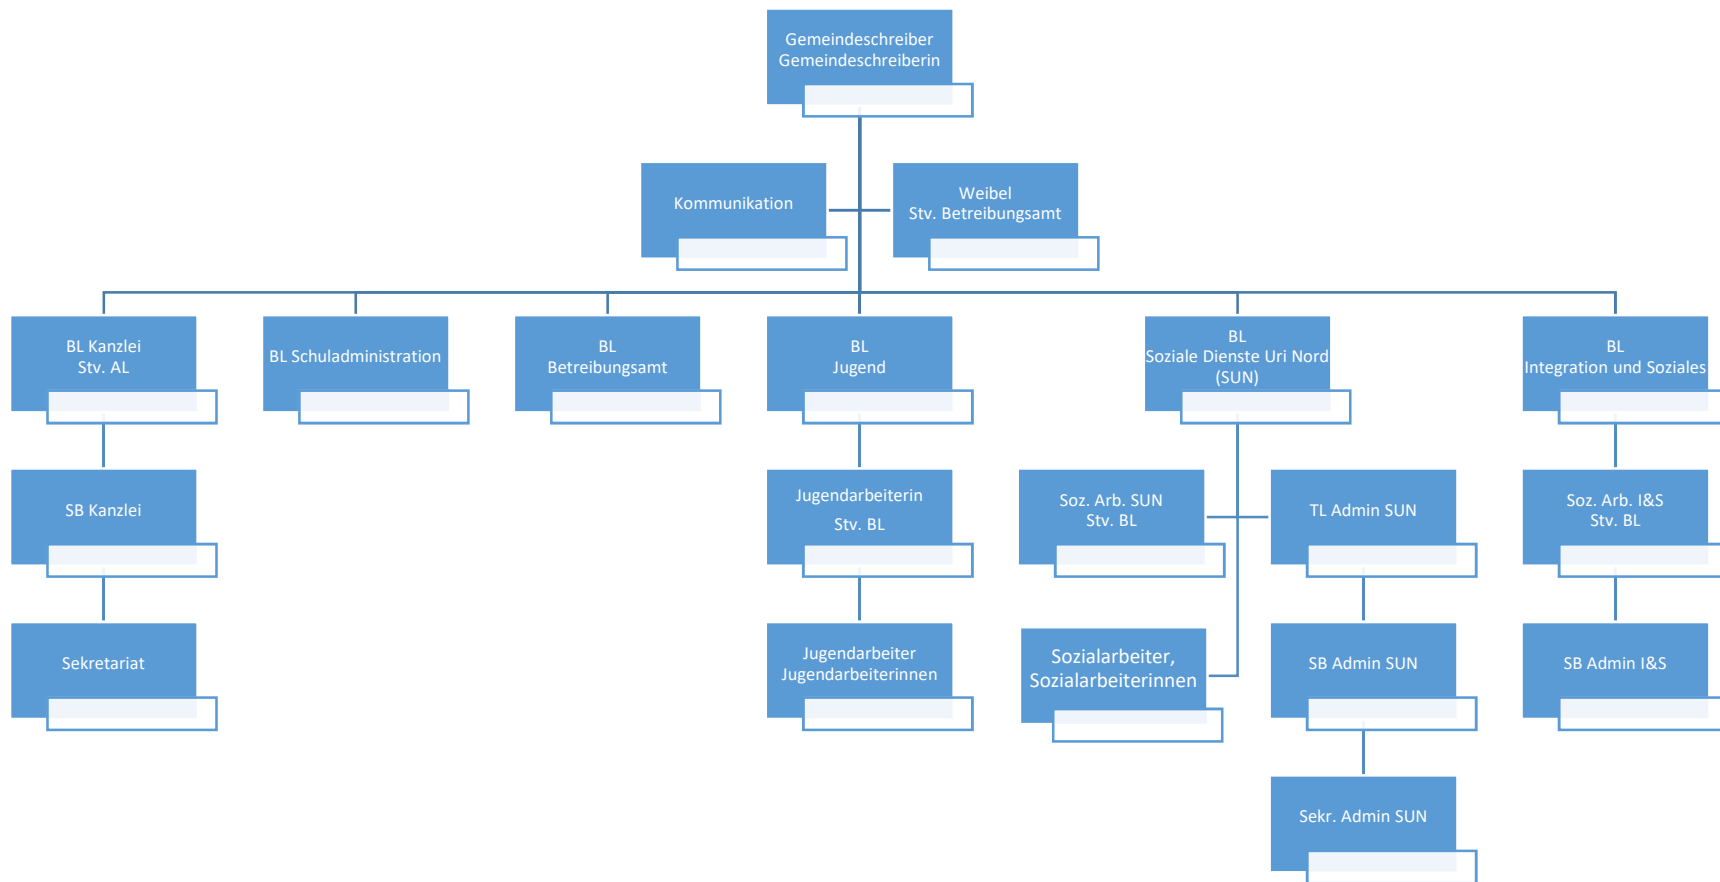 Gemeindeschreiber
Gemeindeschreiberin
Kommunikation
Weibel
Stv. Betreibungsamt
BL Kanzlei
Stv. AL
BL Schuladministration
BL
Betreibungsamt
BL
Jugend
BL
Soziale Dienste Uri Nord
(SUN)
BL
Integration und Soziales
SB Kanzlei
Jugendarbeiterin
Stv. BL
Soz. Arb. SUN
Stv. BL
TL Admin SUN
Soz. Arb. I&S
Stv. BL
Sekretariat
Jugendarbeiter
Jugendarbeiterinnen
Sozialarbeiter,
Sozialarbeiterinnen
SB Admin SUN
SB Admin I&S
Sekr. Admin SUN